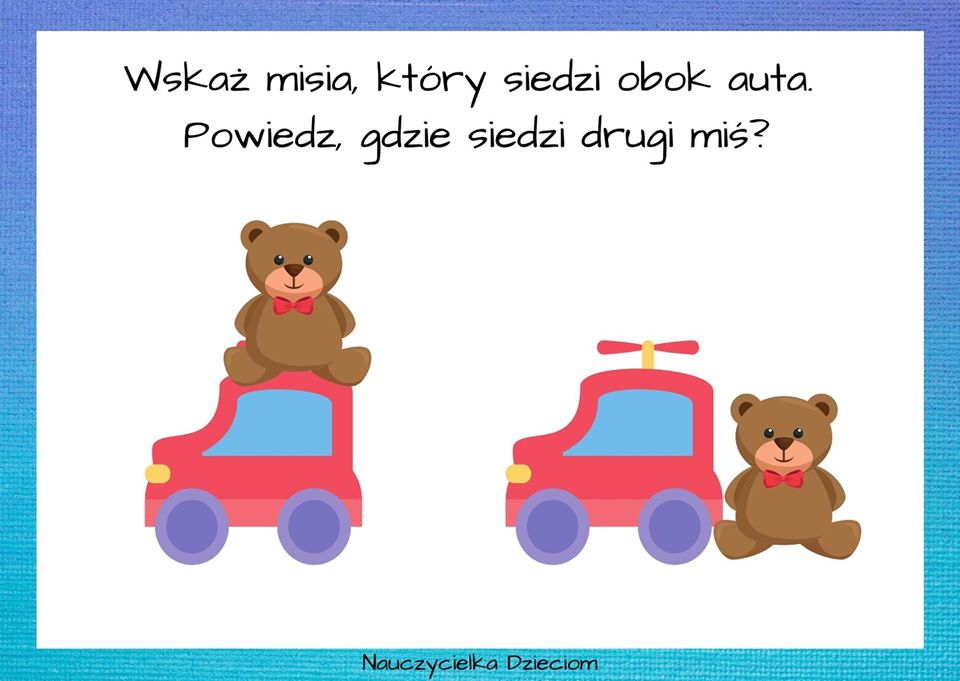 Wskaż misia, który siedzi obok auta.
Powiedz, gdzie siedzi drugi miś?
Nauczycielka Dzieciom